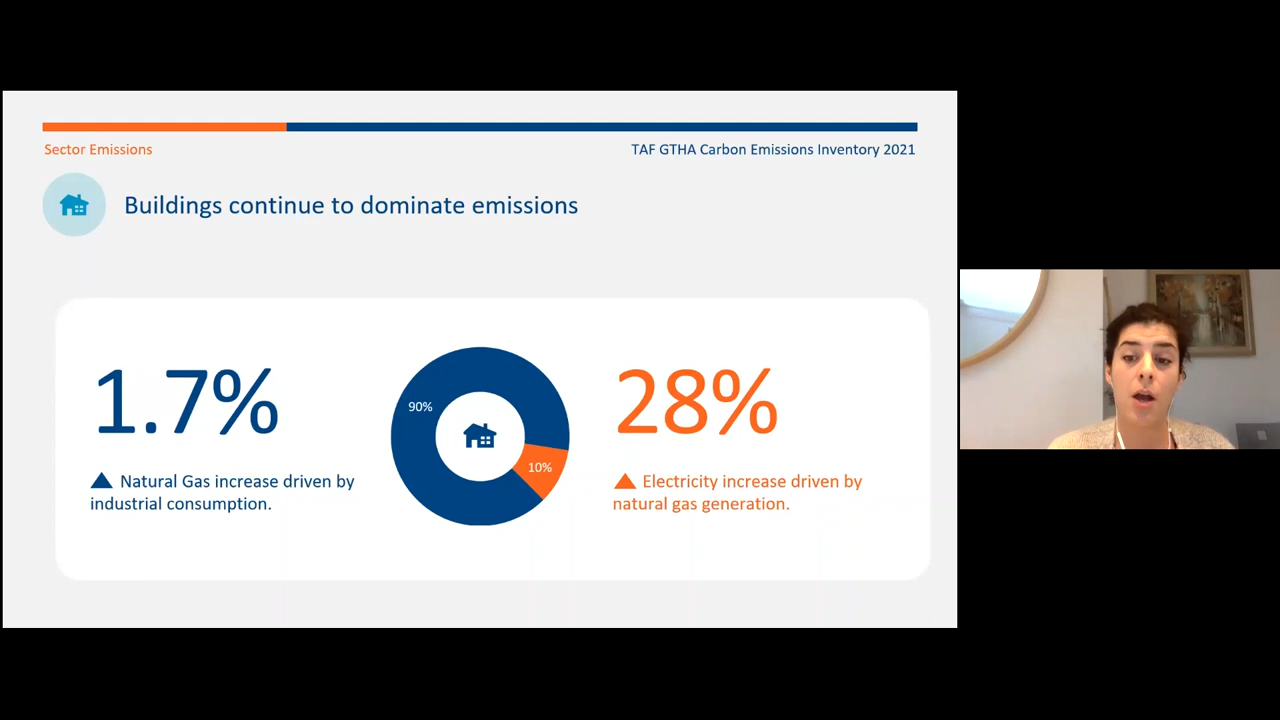 Sector Emissions
TAF GTHA Carbon Emissions Inventory 2021
Buildings continue to dominate emissions
1.7%
Natural Gas increase driven by
industrial consumption.
90%
10%
28%
Electricity increase driven by
natural gas generation.